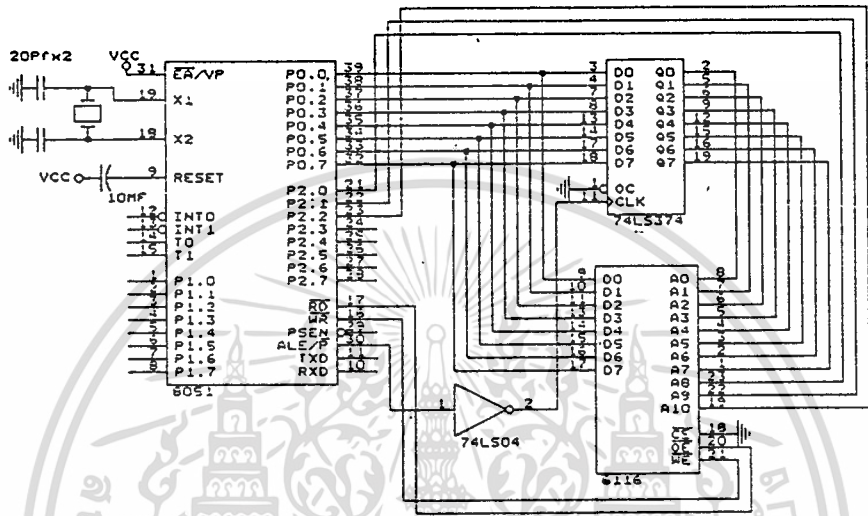 20Pfx2
VCC
31 EA/VP
19 X1
18 X2
VCC 9 RESET
10MF
INT0
INT1
T0
15 T1
P1.0
P1.1
P1.2
P1.3
P1.4
P1.5
P1.6
7
P1.7
8
8051
P0.0 39
P0.1 38
P0.2
P0.3
P0.4
P0.5
P0.6
P0.7
P2.0 21
P2.1
P2.2
P2.3
P2.4
P2.5
P2.6
P2.7
RD 17
WR
PSEN
ALE/P 30
TXD 11
RXD 10
3 D0 Q0 2
4 D1 Q1
7 D2 Q2
8 D3 Q3 9
13 D4 Q4 12
D5 Q5 15
17 D6 Q6 16
18 D7 Q7 19
1 OC
11 CLK
74LS374
9 D0 A0 8
10 D1 A1
D2 A2
D3 A3
D4 A4
D5 A5
D6 A6
D7 A7
A8
A9
A10 19
18
6116
1 2
74LS04